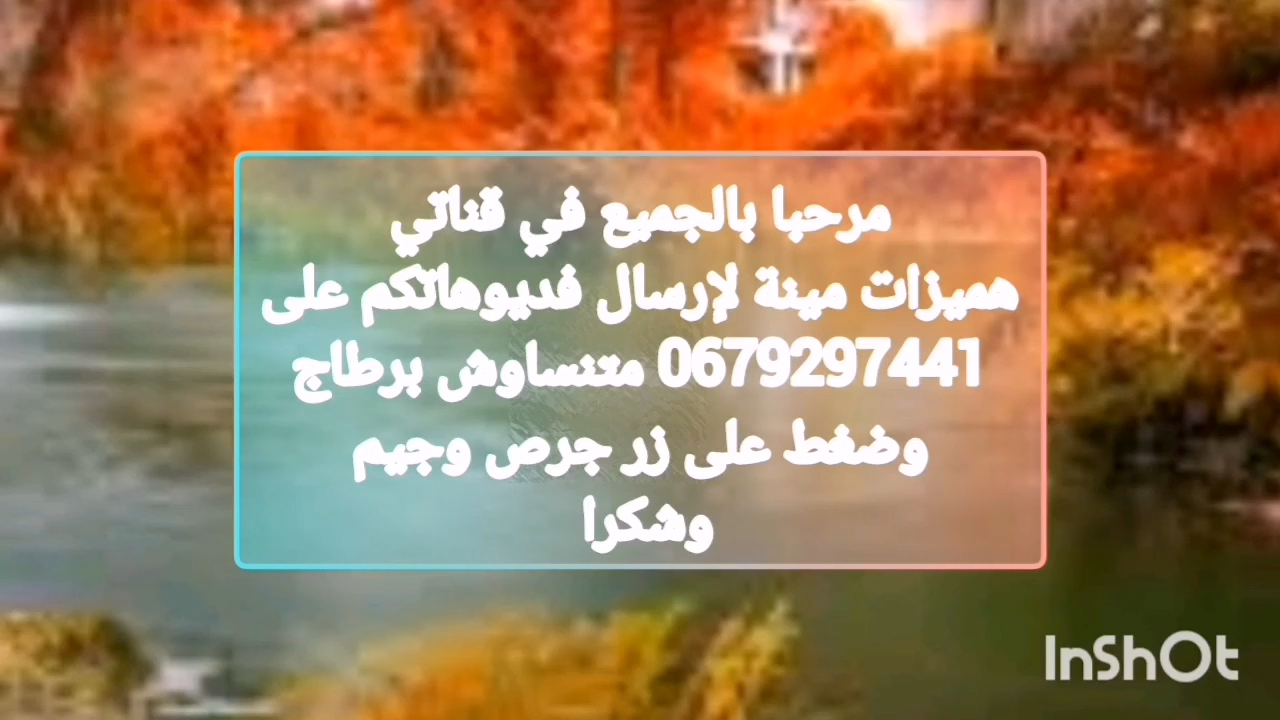 مرحبا بالجميع في قناتي
هميزات مينة لإرسال فديوهاتكم على
0679297441 متنساوش برطاج
وضغط على زر جرص وجيم
وشكرا
InShOt